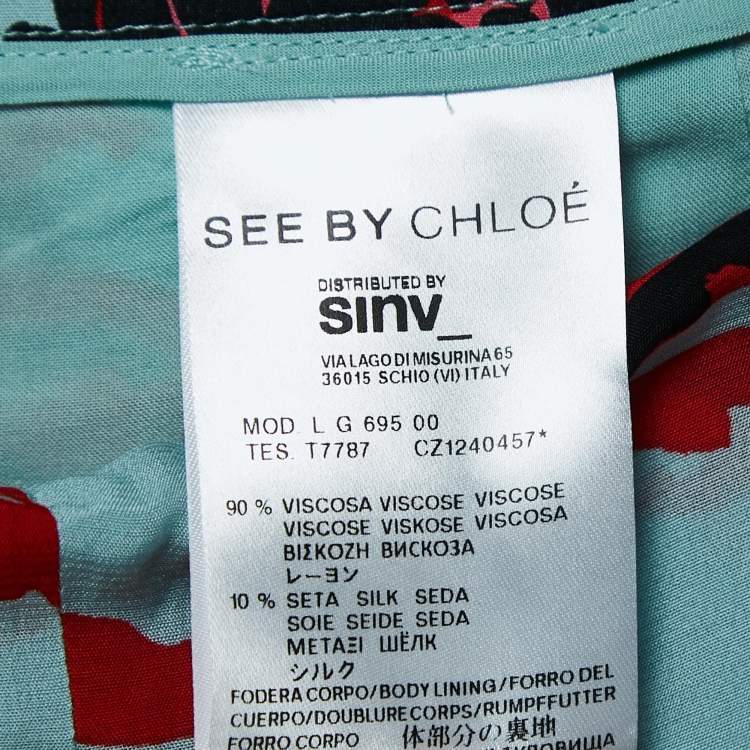 SEE BY CHLOÉ
DISTRIBUTED BY
sinv_
VIA LAGO DI MISURINA 65
36015 SCHIO (VI) ITALY
MOD. L G 695 00
TES. T7787 CZ1240457*
90 % VISCOSA VISCOSE VISCOSE
VISCOSE VISKOSE VISCOSA
ΒΙΣΚΟΖΗ ВИСКОЗА
レーヨン
10 % SETA SILK SEDA
SOIE SEIDE SEDA
ΜΕΤΑΞΙ ШЁЛК
シルク
FODERA CORPO/BODY LINING/FORRO DEL
CUERPO/DOUBLURE CORPS/RUMPFFUTTER
FORRO CORPO 体部分の裏地